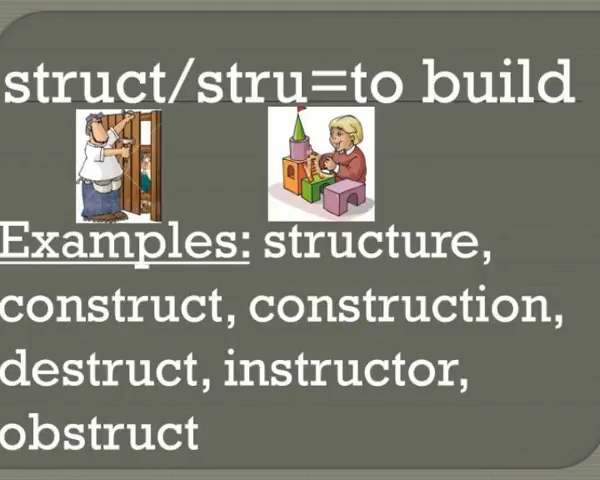 struct/stru=to build
Examples: structure,
construct, construction,
destruct, instructor,
obstruct